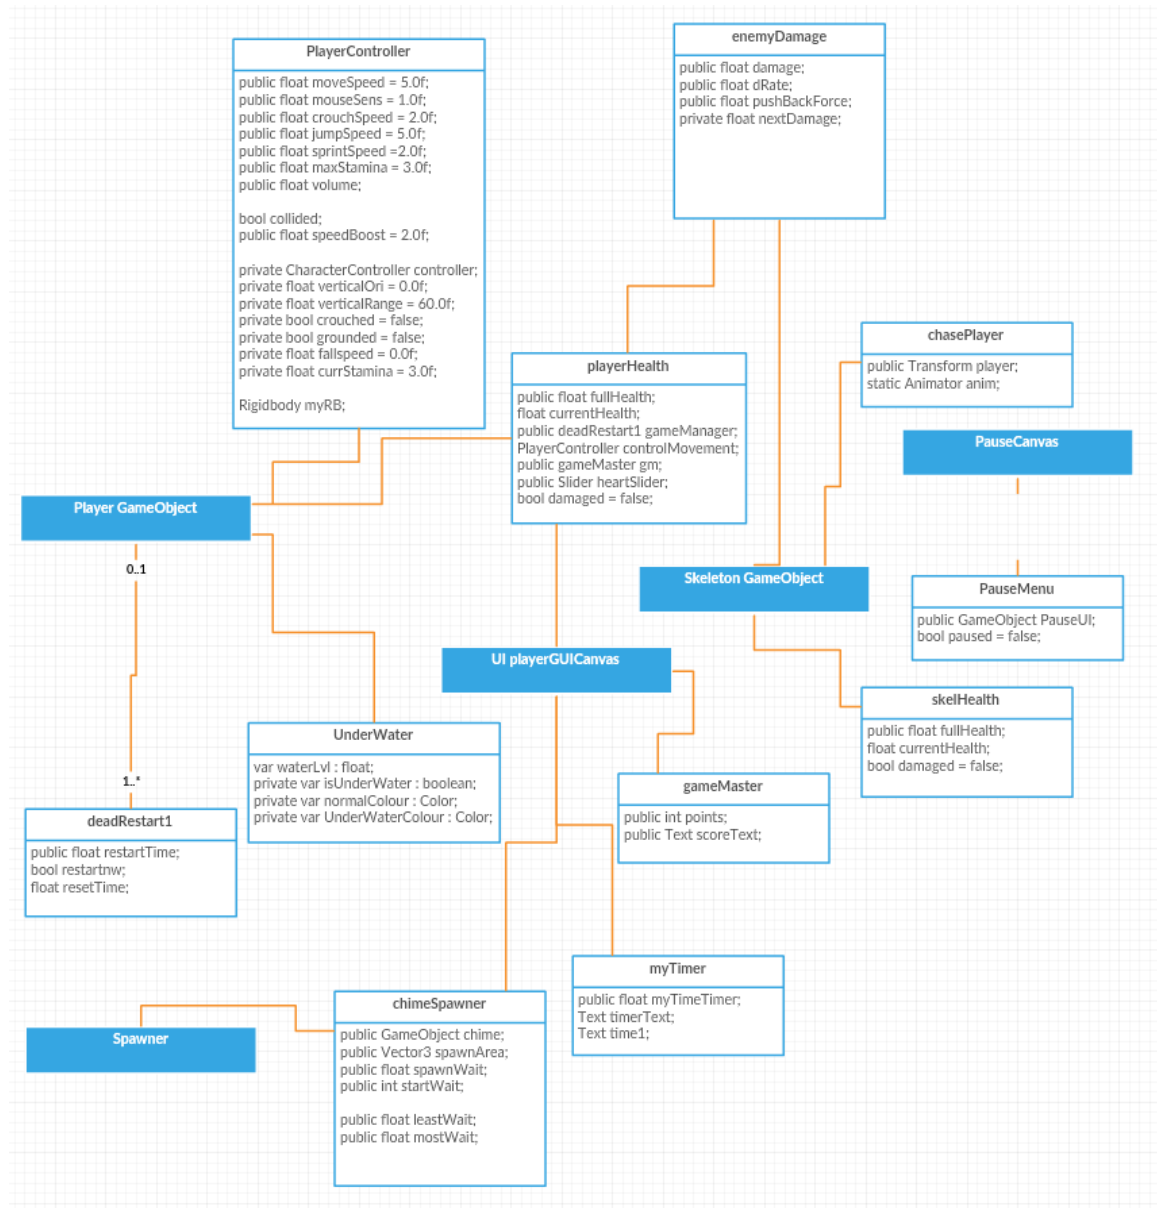 PlayerController
public float moveSpeed = 5.0f;
public float mouseSens = 1.0f;
public float crouchSpeed = 2.0f;
public float jumpSpeed = 5.0f;
public float sprintSpeed =2.0f;
public float maxStamina = 3.0f;
public float volume;
bool collided;
public float speedBoost = 2.0f;
private CharacterController controller;
private float verticalOri = 0.0f;
private float verticalRange = 60.0f;
private bool crouched = false;
private bool grounded = false;
private float fallspeed = 0.0f;
private float currStamina = 3.0f;
Rigidbody myRB;
enemyDamage
public float damage;
public float dRate;
public float pushBackForce;
private float nextDamage;
playerHealth
public float fullHealth;
float currentHealth;
public deadRestart1 gameManager;
PlayerController controlMovement;
public gameMaster gm;
public Slider heartSlider;
bool damaged = false;
chasePlayer
public Transform player;
static Animator anim;
PauseCanvas
Player GameObject
0..1
1..*
Skeleton GameObject
PauseMenu
public GameObject PauseUI;
bool paused = false;
UI playerGUICanvas
skelHealth
public float fullHealth;
float currentHealth;
bool damaged = false;
UnderWater
var waterLvl : float;
private var isUnderWater : boolean;
private var normalColour : Color;
private var UnderWaterColour : Color;
gameMaster
public int points;
public Text scoreText;
deadRestart1
public float restartTime;
bool restartnw;
float resetTime;
myTimer
public float myTimeTimer;
Text timerText;
Text time1;
chimeSpawner
public GameObject chime;
public Vector3 spawnArea;
public float spawnWait;
public int startWait;
public float leastWait;
public float mostWait;
Spawner